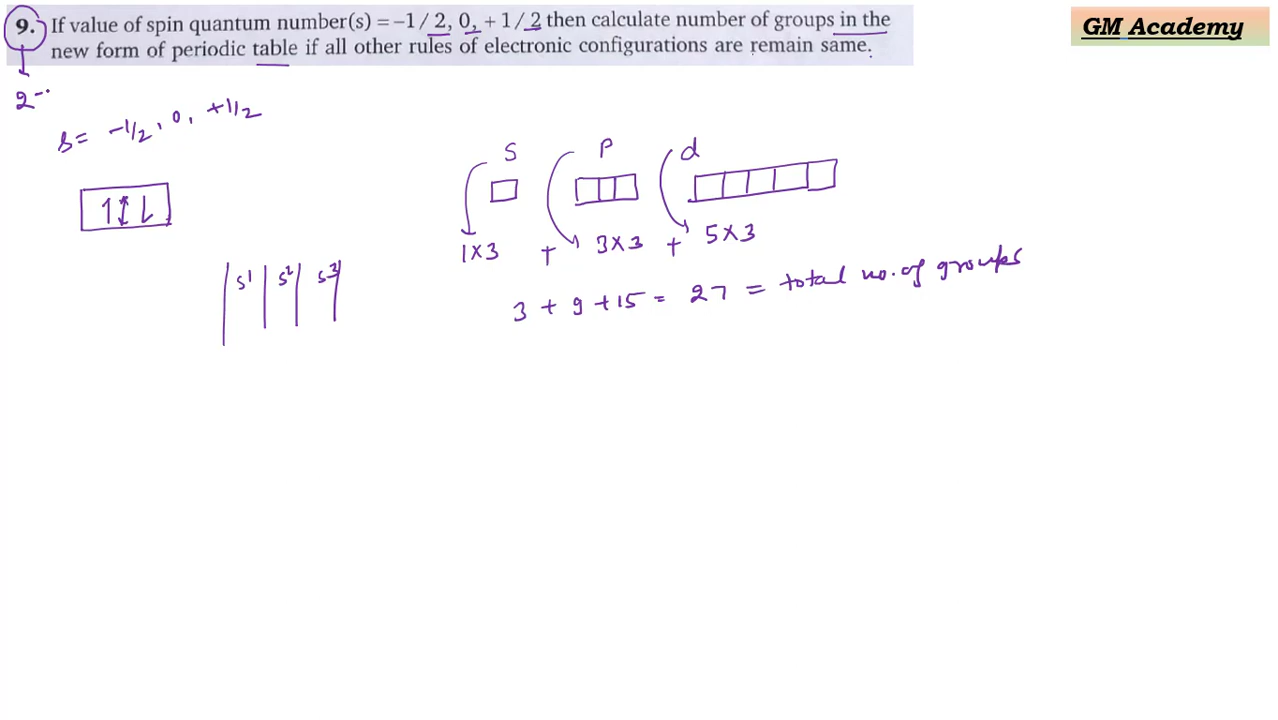 9. If value of spin quantum number(s) = −1/2, 0, +1/2 then calculate number of groups in the
new form of periodic table if all other rules of electronic configurations are remain same.
GM Academy
2-
s = -1/2, 0, +1/2
S P d
1×3 + 3×3 + 5×3
s¹ s² s³
3 + 9 + 15 = 27 = total no. of groups